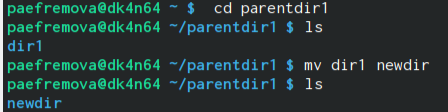 paefremova@dk4n64 ~ $  cd parentdir1
paefremova@dk4n64 ~/parentdir1 $ ls
dir1
paefremova@dk4n64 ~/parentdir1 $ mv dir1 newdir
paefremova@dk4n64 ~/parentdir1 $ ls
newdir